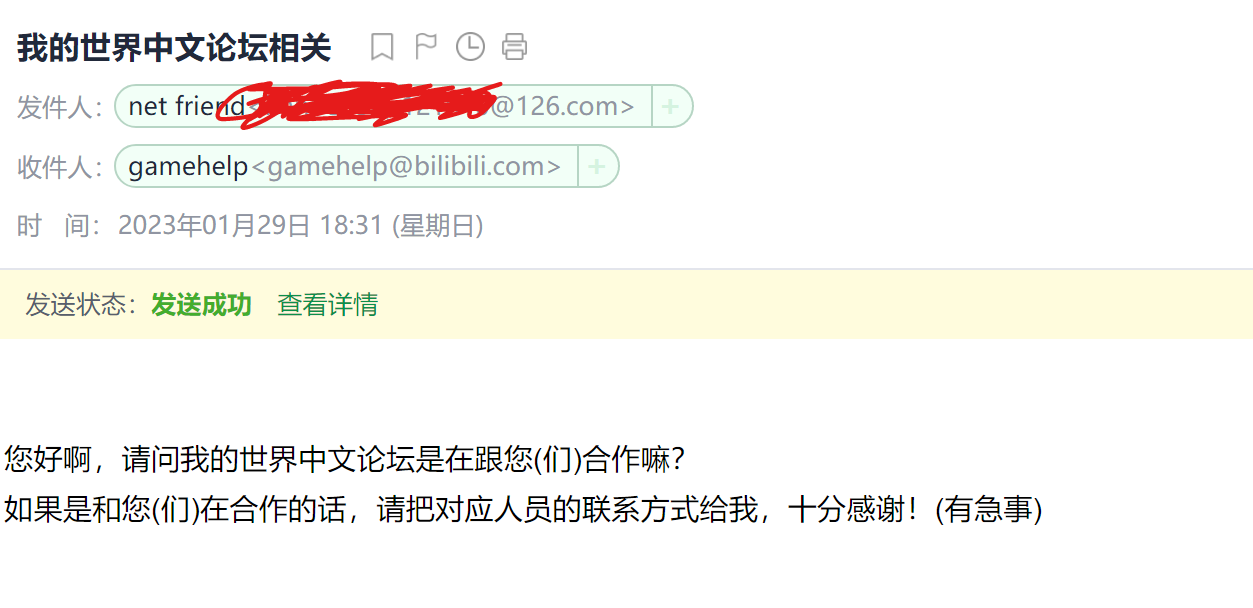 我的世界中文论坛相关
发件人： net friend @126.com>
收件人： gamehelp<gamehelp@bilibili.com>
时 间： 2023年01月29日 18:31 (星期日)
发送状态：发送成功 查看详情
您好啊，请问我的世界中文论坛是在跟您(们)合作嘛？
如果是和您(们)在合作的话，请把对应人员的联系方式给我，十分感谢！(有急事)